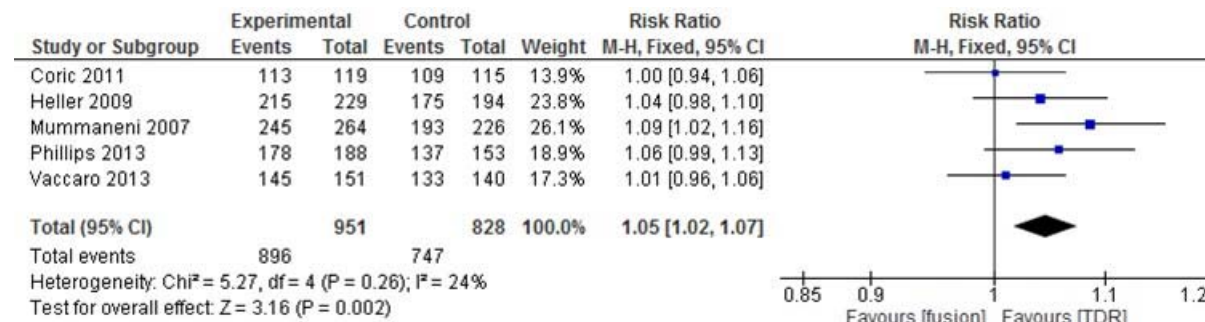 Experimental Control Risk Ratio Risk Ratio
Study or Subgroup Events Total Events Total Weight M-H, Fixed, 95% CI M-H, Fixed, 95% CI
Coric 2011 113 119 109 115 13.9% 1.00 [0.94, 1.06]
Heller 2009 215 229 175 194 23.8% 1.04 [0.98, 1.10]
Mummaneni 2007 245 264 193 226 26.1% 1.09 [1.02, 1.16]
Phillips 2013 178 188 137 153 18.9% 1.06 [0.99, 1.13]
Vaccaro 2013 145 151 133 140 17.3% 1.01 [0.96, 1.06]
Total (95% CI) 951 828 100.0% 1.05 [1.02, 1.07]
Total events 896 747
Heterogeneity: Chi² = 5.27, df = 4 (P = 0.26); I² = 24%
Test for overall effect: Z = 3.16 (P = 0.002)
0.85 0.9 1 1.1 1.2
Favours [fusion] Favours [TDR]